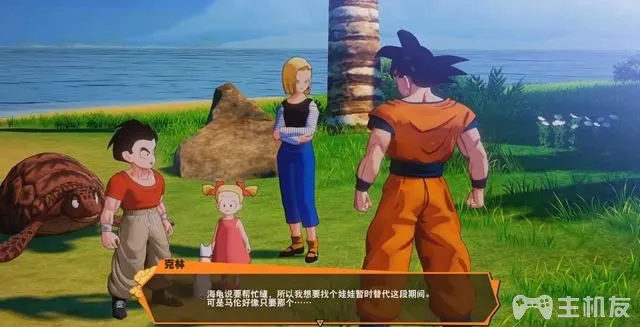 克林
海龟说要帮忙缝，所以我想要找个娃娃暂时替代这段期间。
可是马伦好像只要那个……
主机友